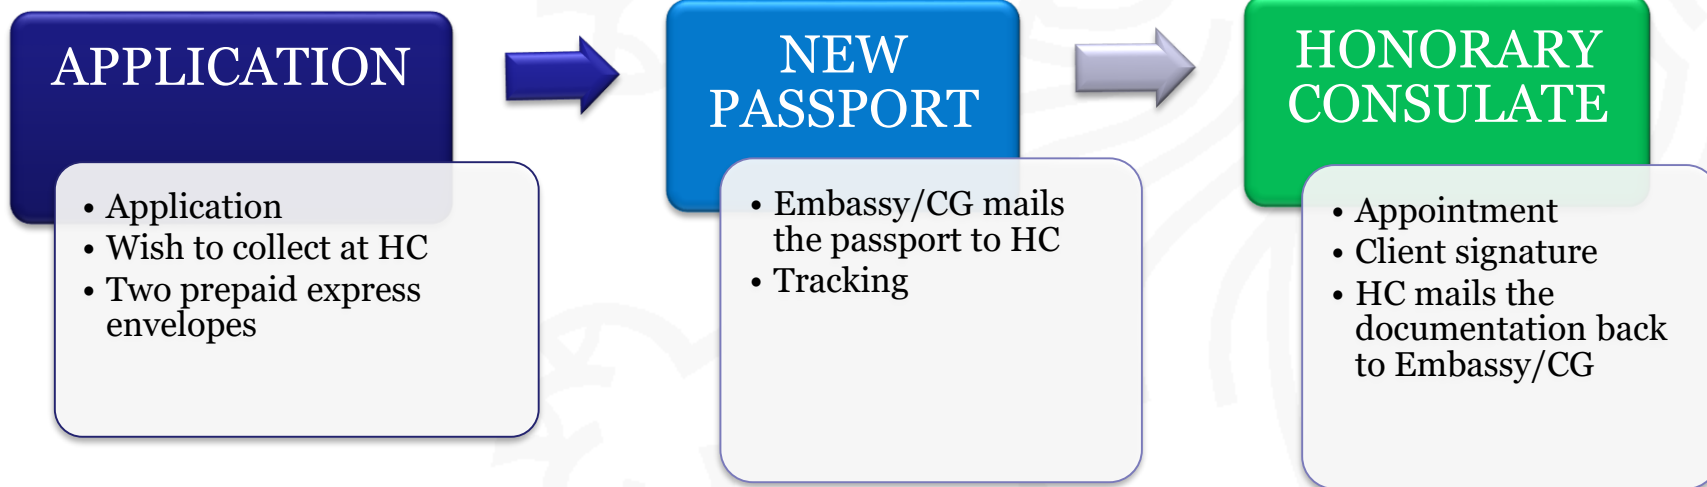 APPLICATION
• Application
• Wish to collect at HC
• Two prepaid express
envelopes
NEW
PASSPORT
• Embassy/CG mails
the passport to HC
• Tracking
HONORARY
CONSULATE
• Appointment
• Client signature
• HC mails the
documentation back
to Embassy/CG